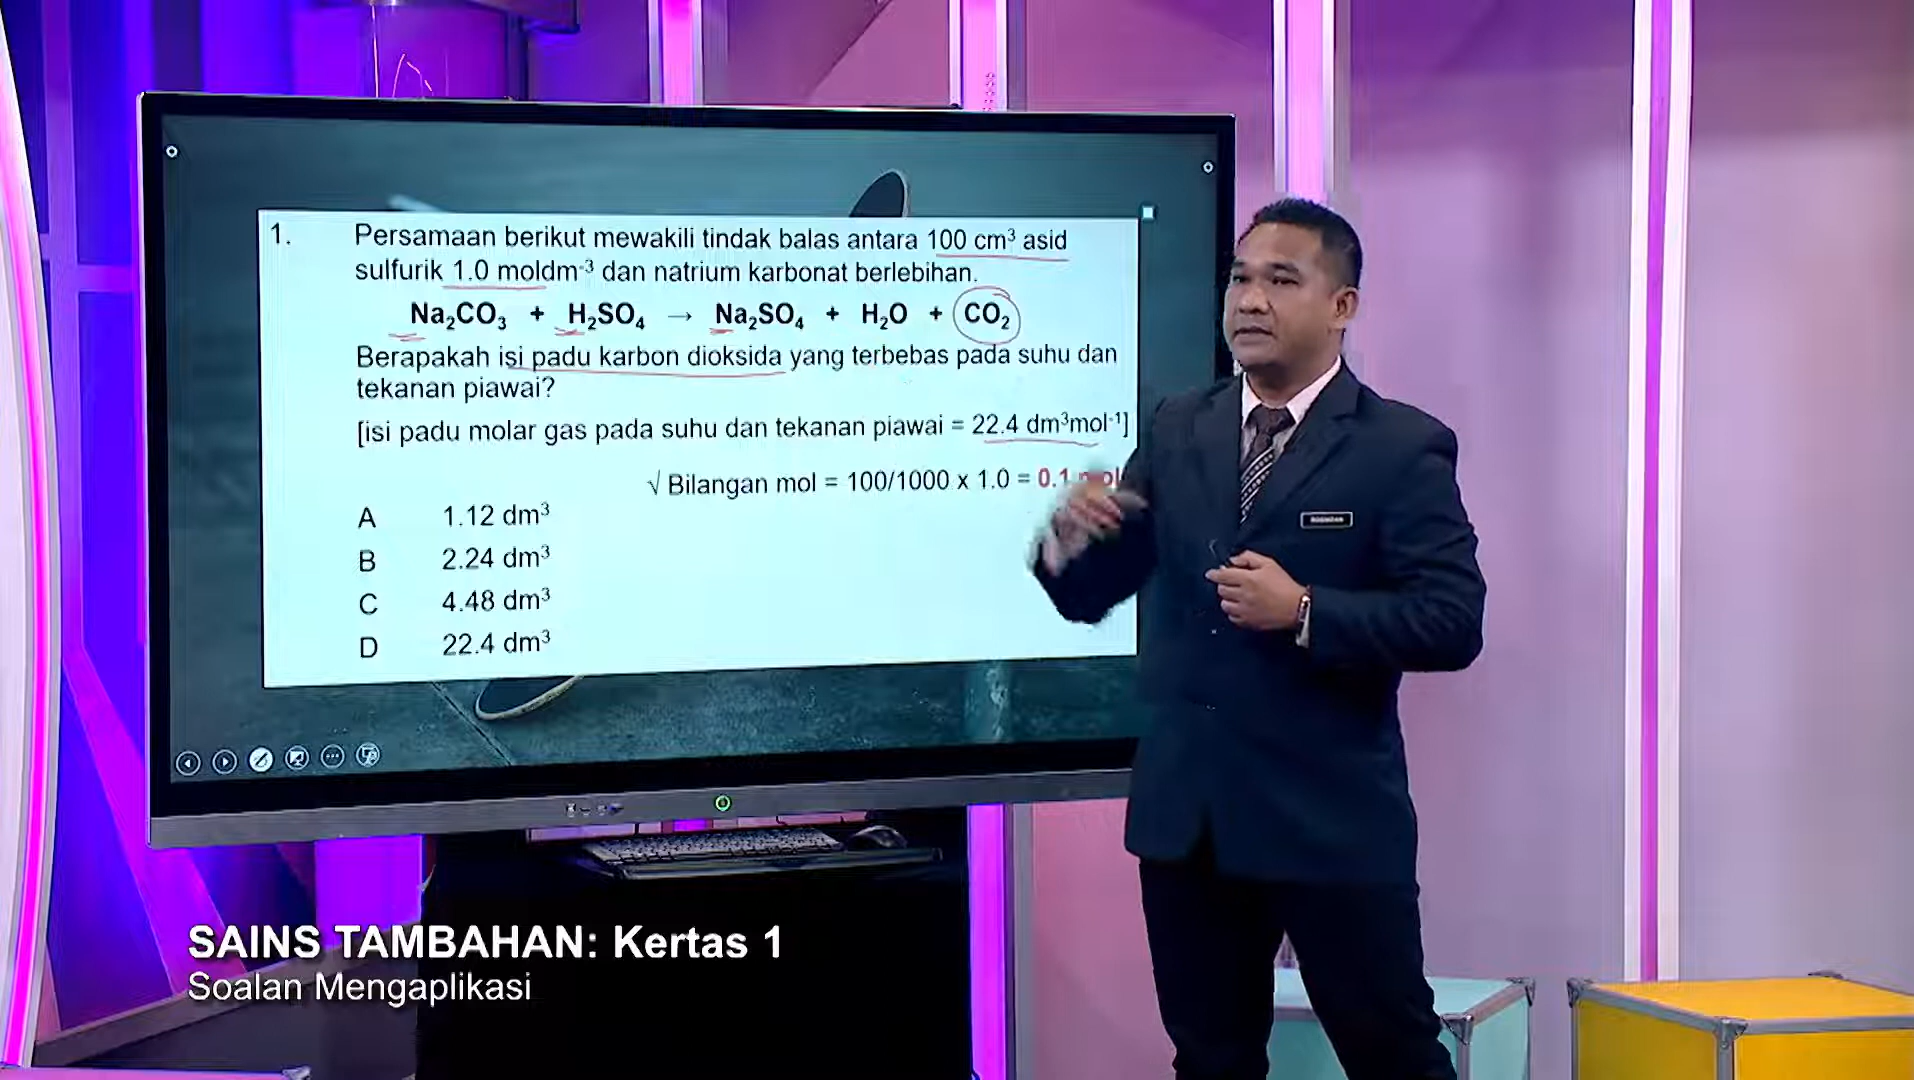 1. Persamaan berikut mewakili tindak balas antara 100 cm³ asid
sulfurik 1.0 moldm⁻³ dan natrium karbonat berlebihan.
Na₂CO₃ + H₂SO₄ → Na₂SO₄ + H₂O + CO₂
Berapakah isi padu karbon dioksida yang terbebas pada suhu dan
tekanan piawai?
[isi padu molar gas pada suhu dan tekanan piawai = 22.4 dm³mol⁻¹]
√ Bilangan mol = 100/1000 x 1.0 = 0.1 mol
A 1.12 dm³
B 2.24 dm³
C 4.48 dm³
D 22.4 dm³
SAINS TAMBAHAN: Kertas 1
Soalan Mengaplikasi